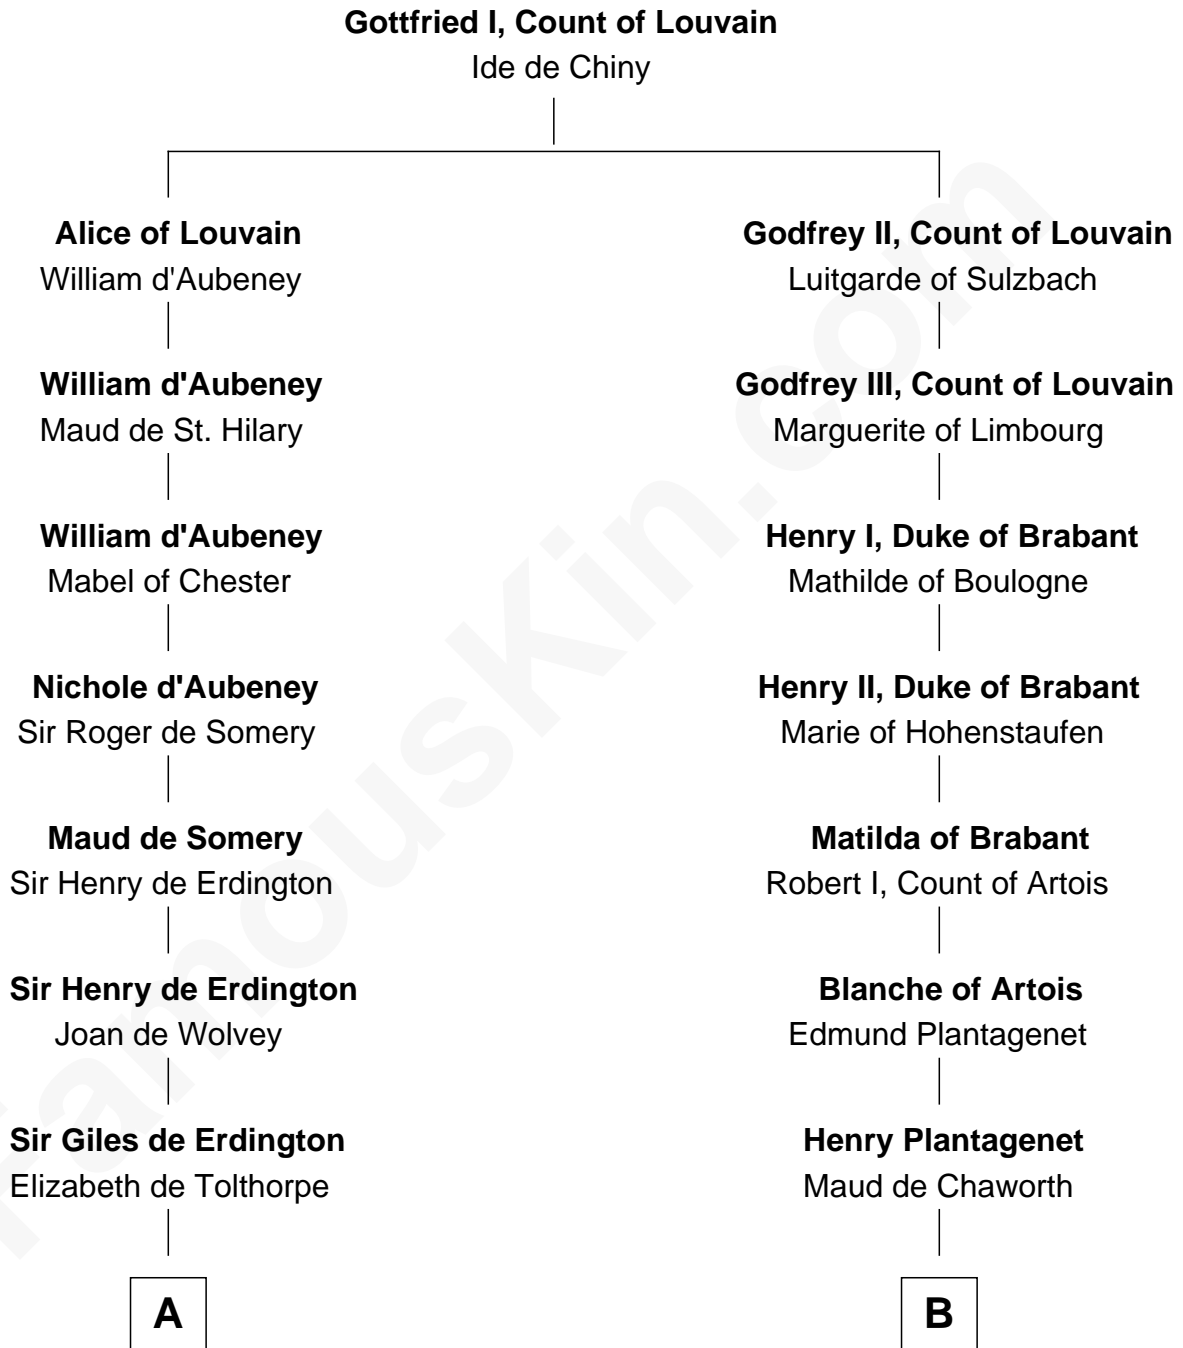 Gottfried I, Count of Louvain
Ide de Chiny
Alice of Louvain
William d'Aubeney
William d'Aubeney
Maud de St. Hilary
William d'Aubeney
Mabel of Chester
Nichole d'Aubeney
Sir Roger de Somery
Maud de Somery
Sir Henry de Erdington
Sir Henry de Erdington
Joan de Wolvey
Sir Giles de Erdington
Elizabeth de Tolthorpe
A
Godfrey II, Count of Louvain
Luitgarde of Sulzbach
Godfrey III, Count of Louvain
Marguerite of Limbourg
Henry I, Duke of Brabant
Mathilde of Boulogne
Henry II, Duke of Brabant
Marie of Hohenstaufen
Matilda of Brabant
Robert I, Count of Artois
Blanche of Artois
Edmund Plantagenet
Henry Plantagenet
Maud de Chaworth
B
FamousKin.com